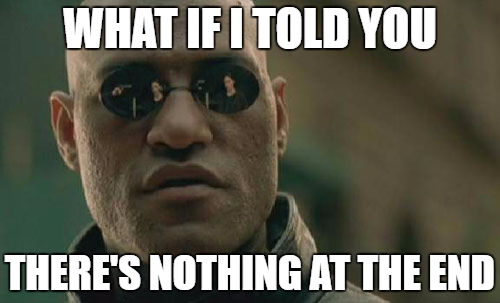 WHAT IF I TOLD YOU
THERE'S NOTHING AT THE END